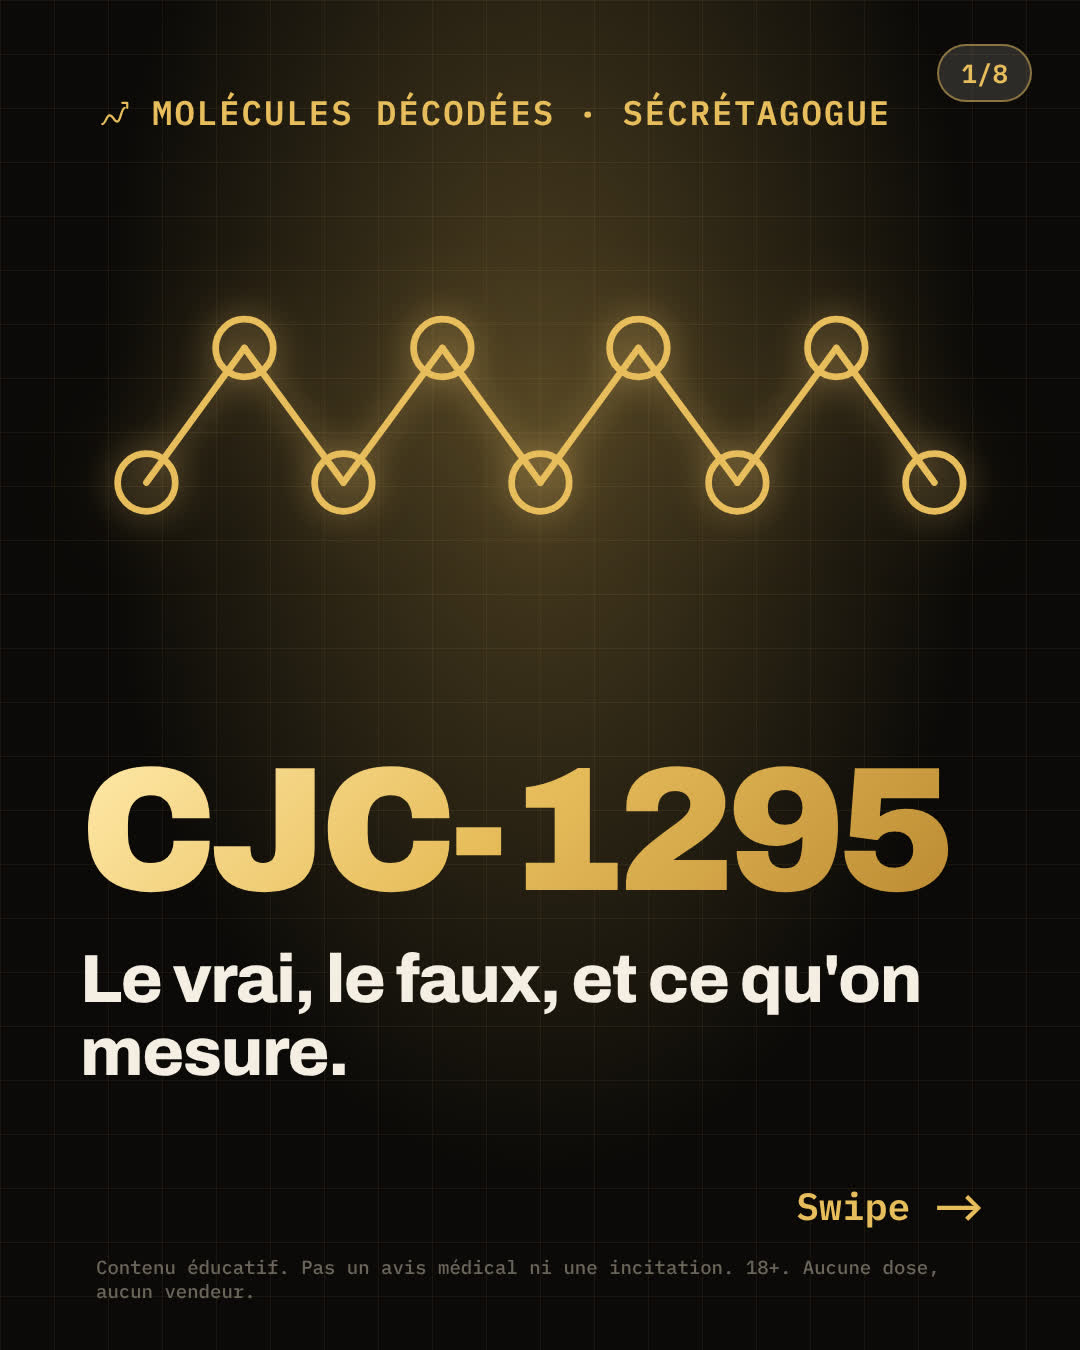 1/8
MOLÉCULES DÉCODÉES · SÉCRÉTAGOGUE
CJC-1295
Le vrai, le faux, et ce qu'on
mesure.
Swipe →
Contenu éducatif. Pas un avis médical ni une incitation. 18+. Aucune dose,
aucun vendeur.